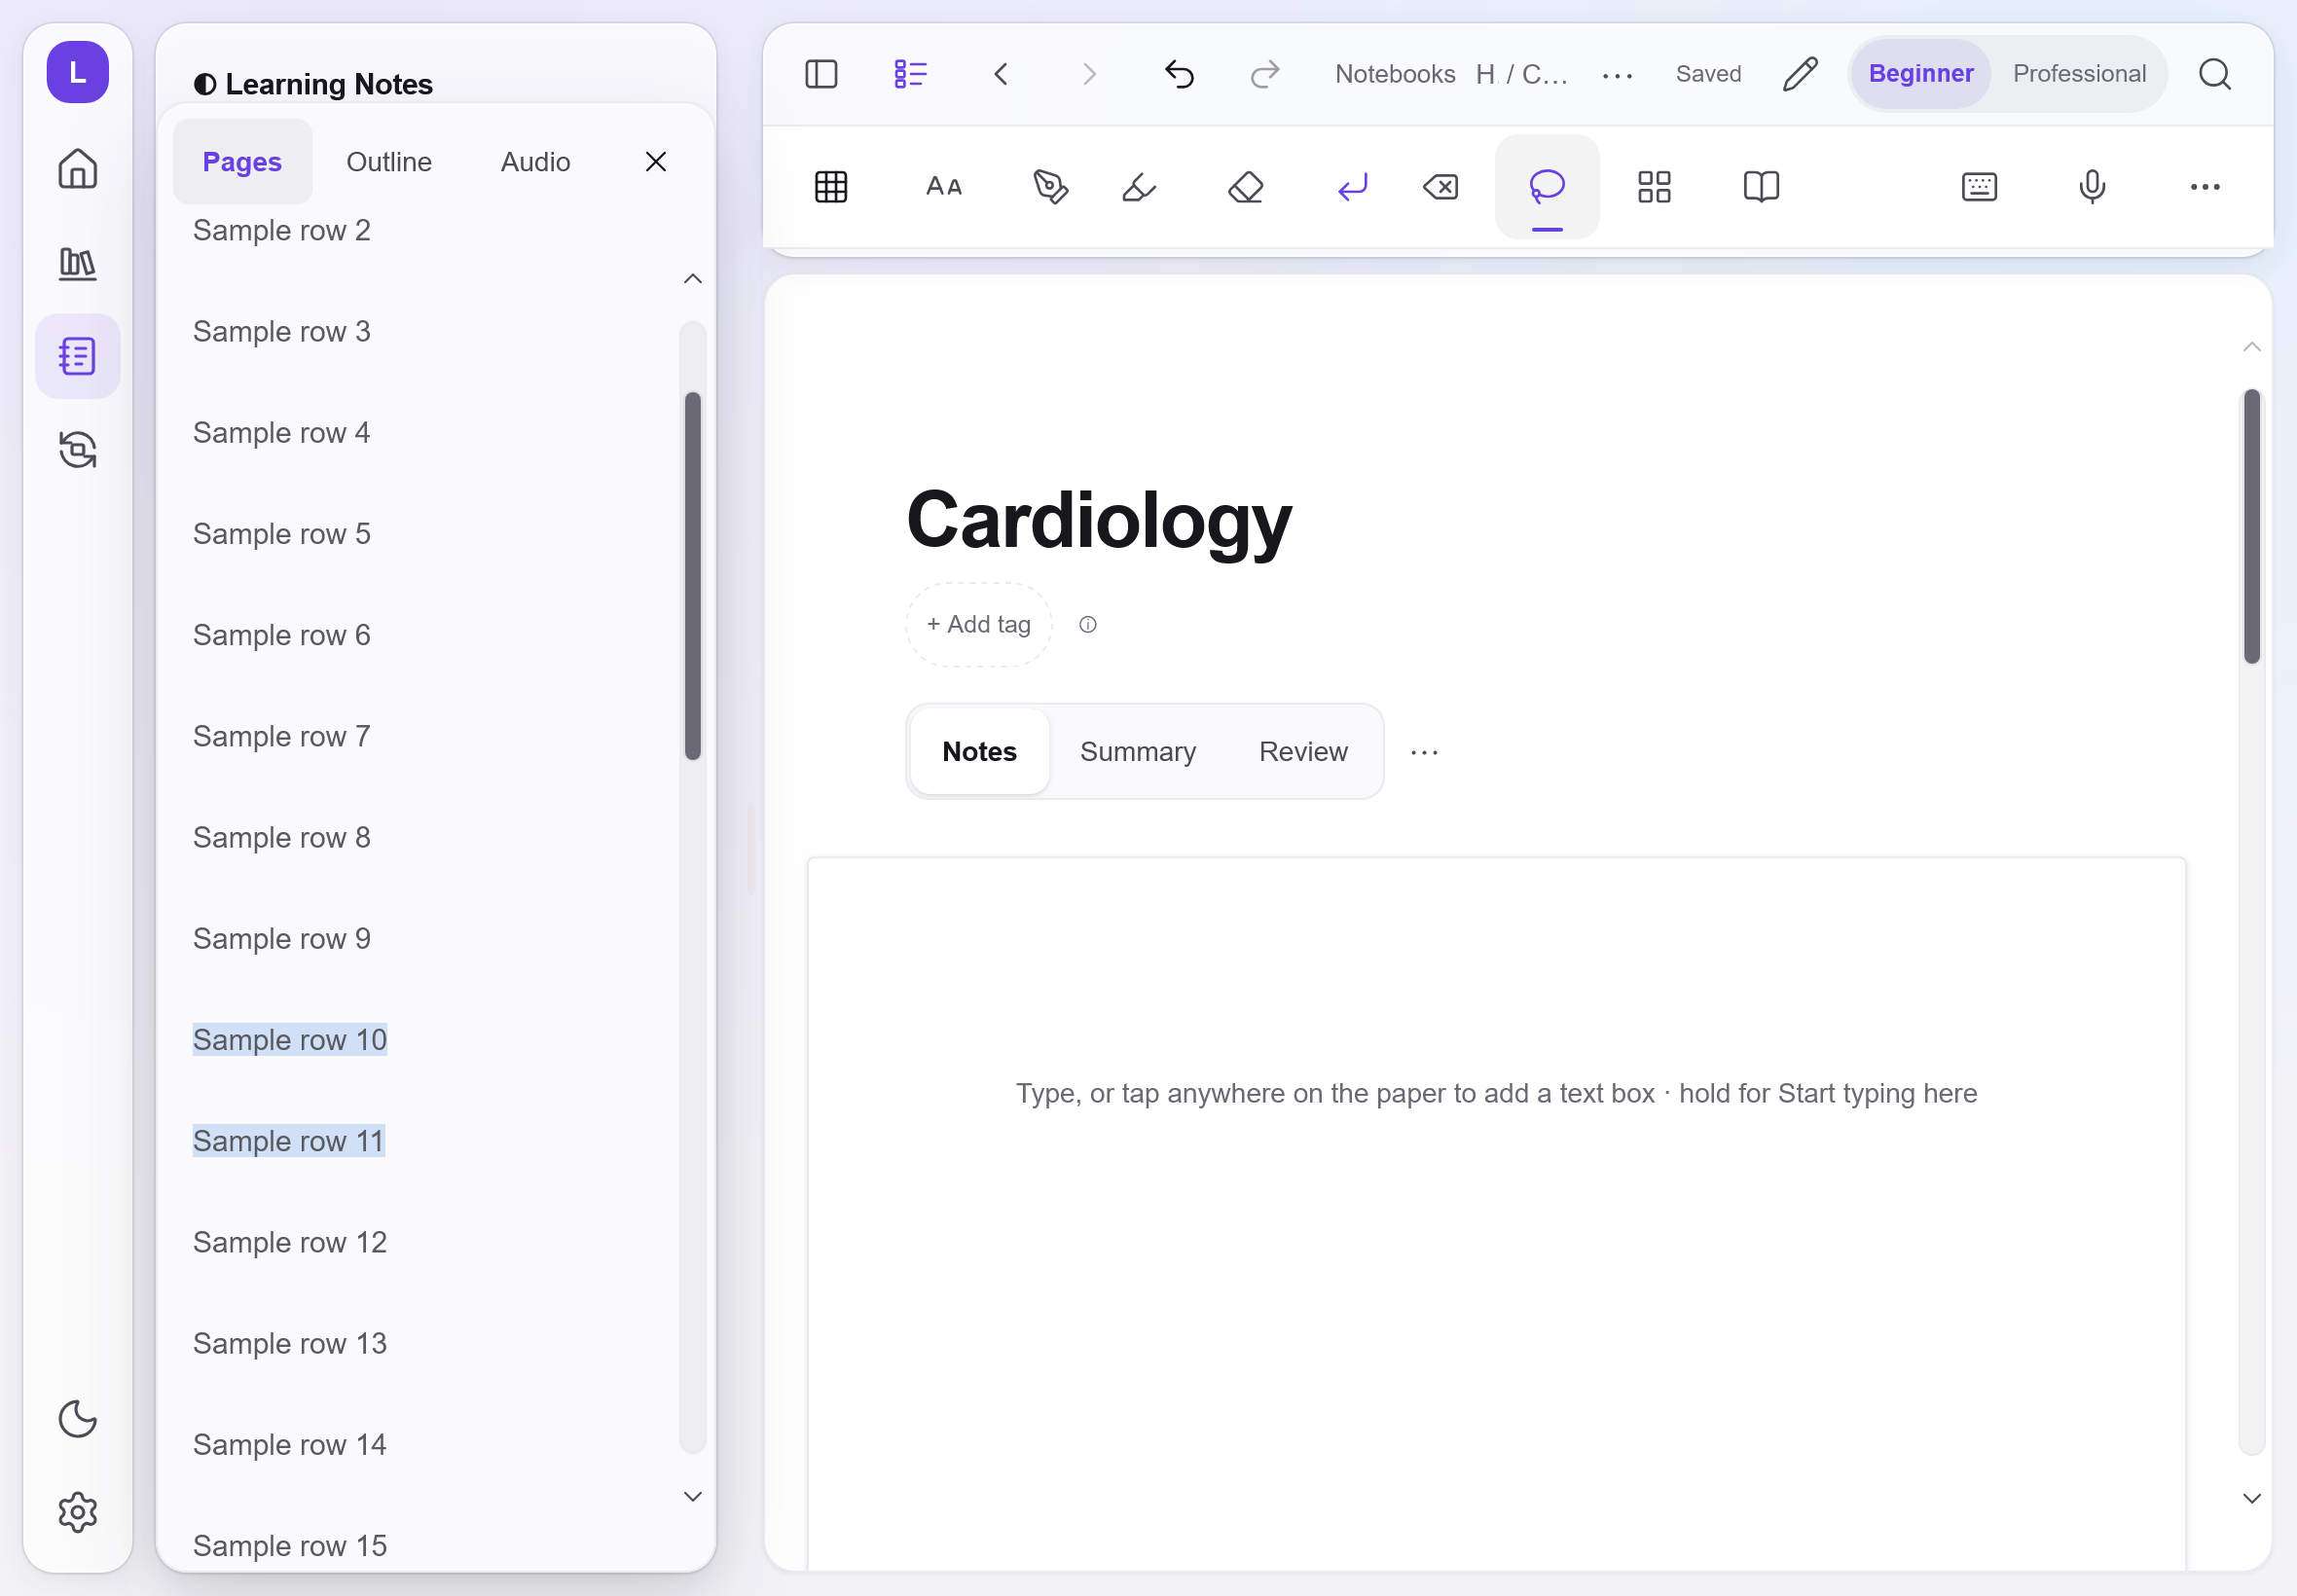 L
Learning Notes
Pages Outline Audio
Sample row 2
Sample row 3
Sample row 4
Sample row 5
Sample row 6
Sample row 7
Sample row 8
Sample row 9
Sample row 10
Sample row 11
Sample row 12
Sample row 13
Sample row 14
Sample row 15
Notebooks H / C... Saved Beginner Professional
AA
Cardiology
+ Add tag
Notes Summary Review
Type, or tap anywhere on the paper to add a text box · hold for Start typing here